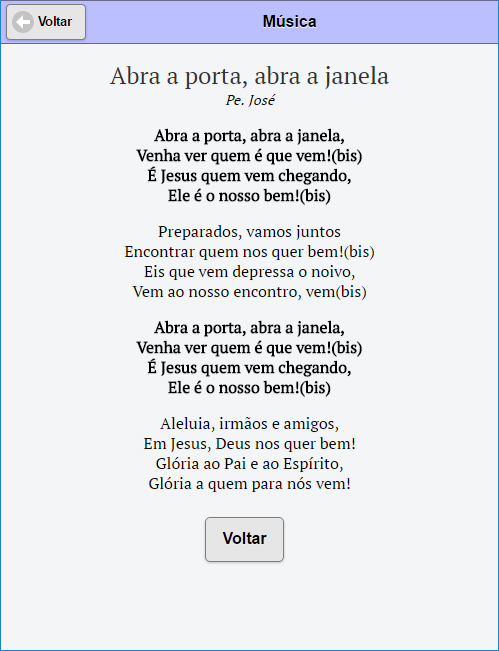 Voltar
Música
Abra a porta, abra a janela
Pe. José
Abra a porta, abra a janela,
Venha ver quem é que vem!(bis)
É Jesus quem vem chegando,
Ele é o nosso bem!(bis)
Preparados, vamos juntos
Encontrar quem nos quer bem!(bis)
Eis que vem depressa o noivo,
Vem ao nosso encontro, vem(bis)
Abra a porta, abra a janela,
Venha ver quem é que vem!(bis)
É Jesus quem vem chegando,
Ele é o nosso bem!(bis)
Aleluia, irmãos e amigos,
Em Jesus, Deus nos quer bem!
Glória ao Pai e ao Espírito,
Glória a quem para nós vem!
Voltar